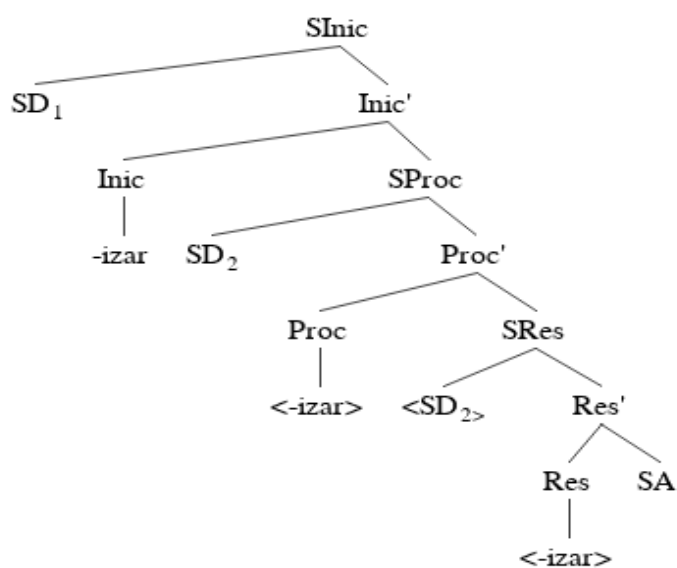 SInic
SD1 Inic'
Inic SProc
-izar SD2 Proc'
Proc SRes
<-izar> <SD2> Res'
Res SA
<-izar>